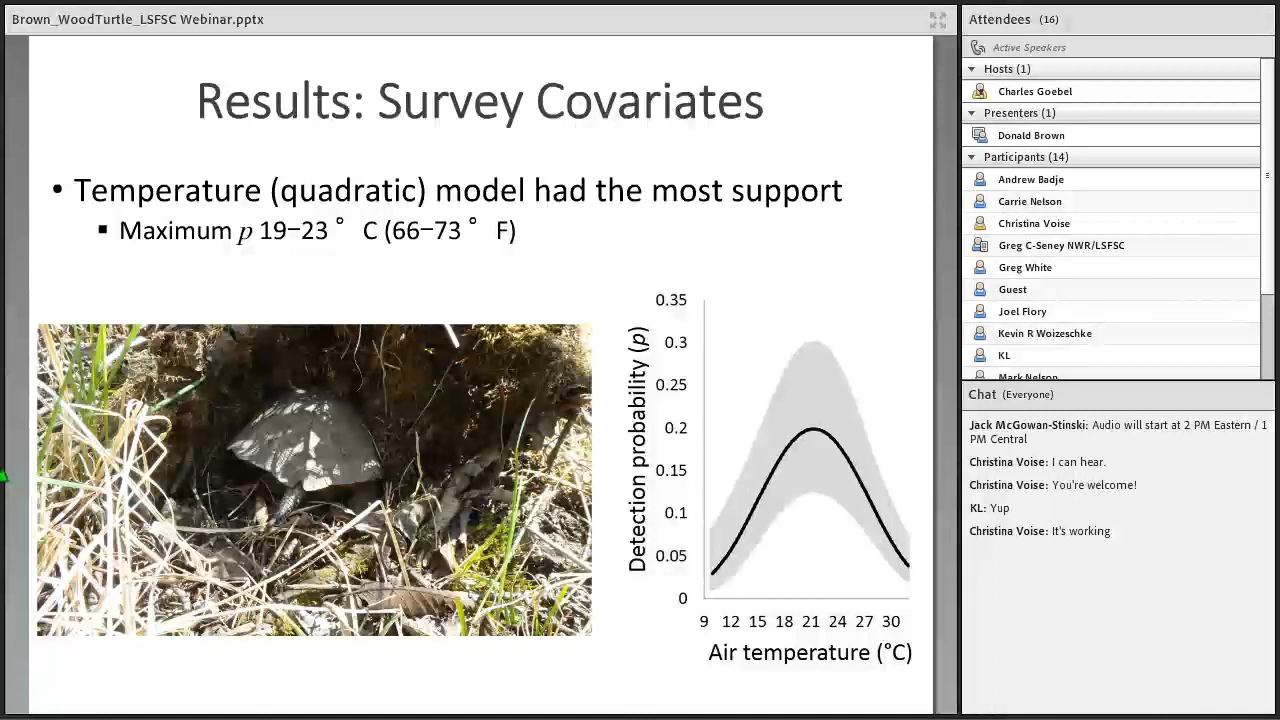 Brown_WoodTurtle_LSFSC Webinar.pptx
Results: Survey Covariates
• Temperature (quadratic) model had the most support
▪ Maximum p 19–23 ° C (66–73 ° F)
Detection probability (p)
0.35
0.3
0.25
0.2
0.15
0.1
0.05
0
9 12 15 18 21 24 27 30
Air temperature (°C)
Attendees (16)
Active Speakers
Hosts (1)
Charles Goebel
Presenters (1)
Donald Brown
Participants (14)
Andrew Badje
Carrie Nelson
Christina Voise
Greg C-Seney NWR/LSFSC
Greg White
Guest
Joel Flory
Kevin R Woizeschke
KL
Mark Nelson
Chat (Everyone)
Jack McGowan-Stinski: Audio will start at 2 PM Eastern / 1
PM Central
Christina Voise: I can hear.
Christina Voise: You're welcome!
KL: Yup
Christina Voise: It's working